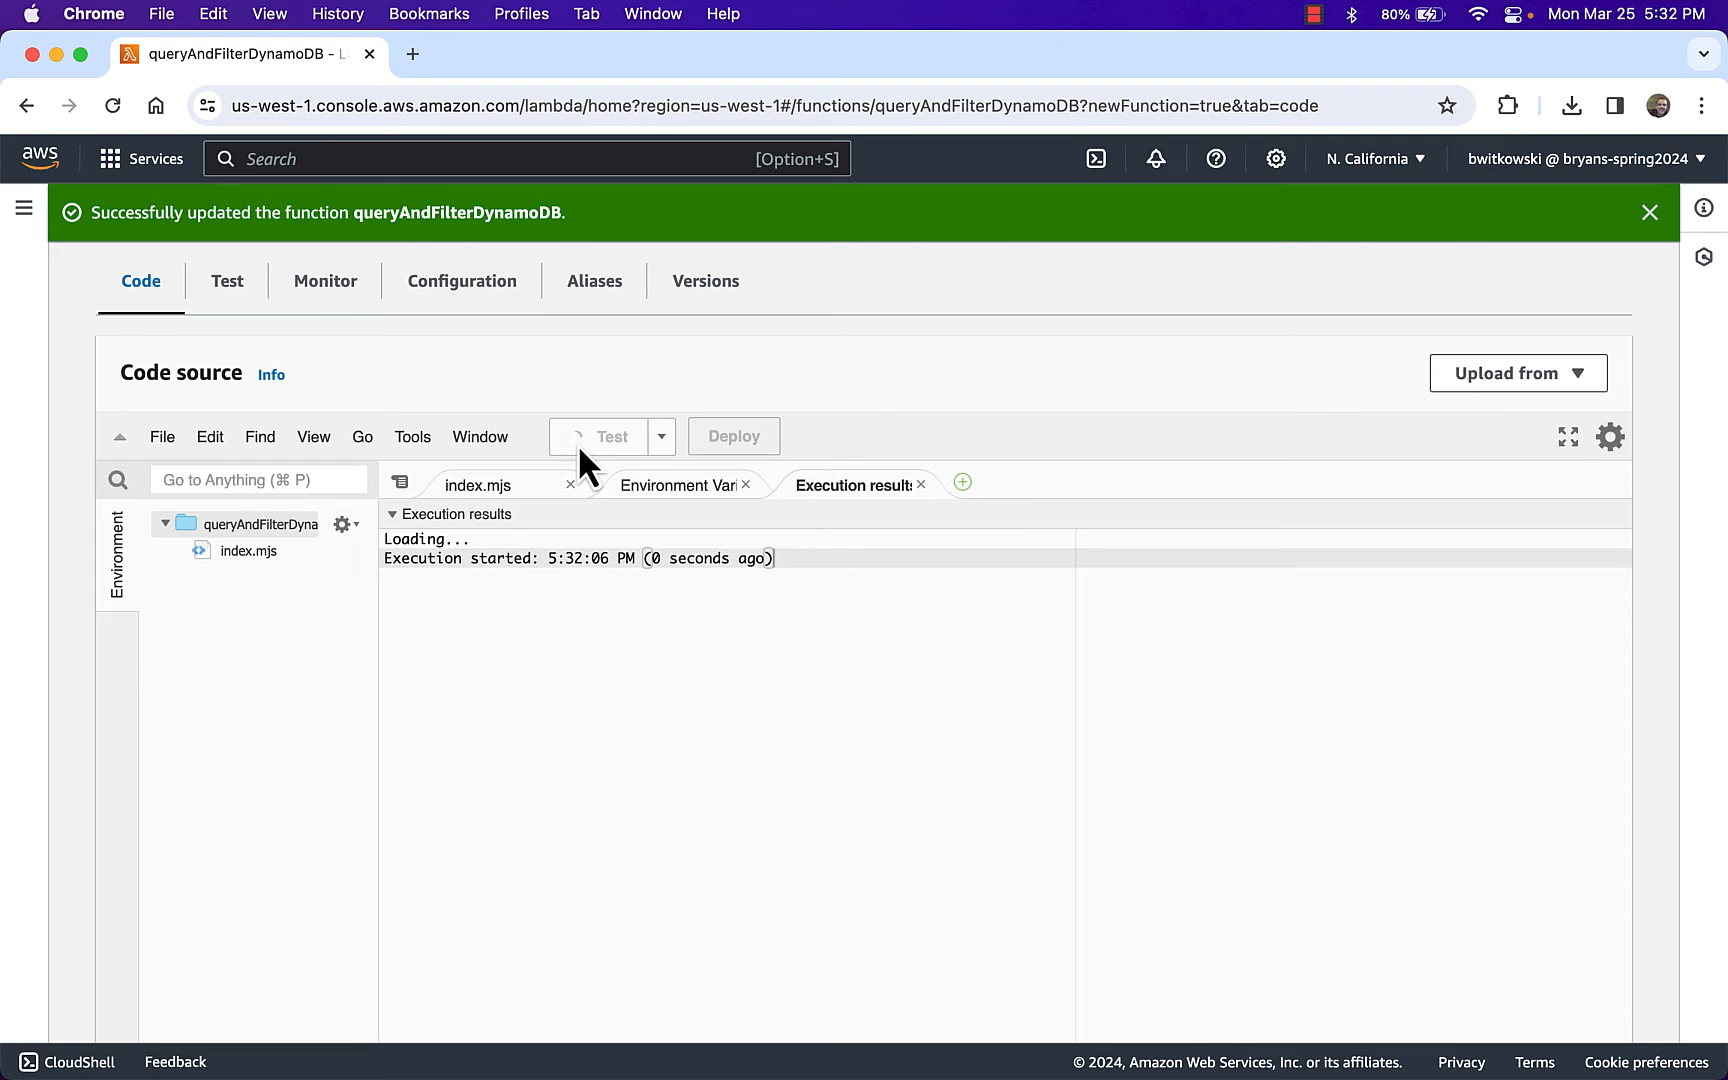 Chrome File Edit View History Bookmarks Profiles Tab Window Help 80% Mon Mar 25 5:32 PM
queryAndFilterDynamoDB - L
us-west-1.console.aws.amazon.com/lambda/home?region=us-west-1#/functions/queryAndFilterDynamoDB?newFunction=true&tab=code
aws Services Search [Option+S] N. California ▼ bwitkowski @ bryans-spring2024 ▼
Successfully updated the function queryAndFilterDynamoDB.
Code Test Monitor Configuration Aliases Versions
Code source Info Upload from ▼
File Edit Find View Go Tools Window Test Deploy
Go to Anything (⌘ P) index.mjs Environment Vari Execution results
Execution results
Environment
queryAndFilterDyna
index.mjs
Loading...
Execution started: 5:32:06 PM (0 seconds ago)
CloudShell Feedback © 2024, Amazon Web Services, Inc. or its affiliates. Privacy Terms Cookie preferences